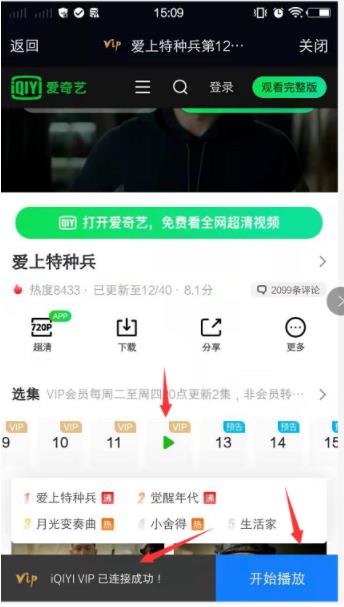 15:09
返回 Vip 爱上特种兵第12… 关闭
iQIYI 爱奇艺 登录 观看完整版
QIY 打开爱奇艺，免费看全网超清视频
爱上特种兵
热度8433 · 已更新至12/40 · 8.1分 2099条评论
720P APP
超清 下载 分享 更多
选集 VIP会员每周二至周四20点更新2集，非会员转…
VIP VIP VIP VIP 预告 预告
9 10 11 13 14 15
1 爱上特种兵 沸 2 觉醒年代 沸
3 月光变奏曲 热 4 小舍得 热 5 生活家
Vip iQIYI VIP 已连接成功！ 开始播放